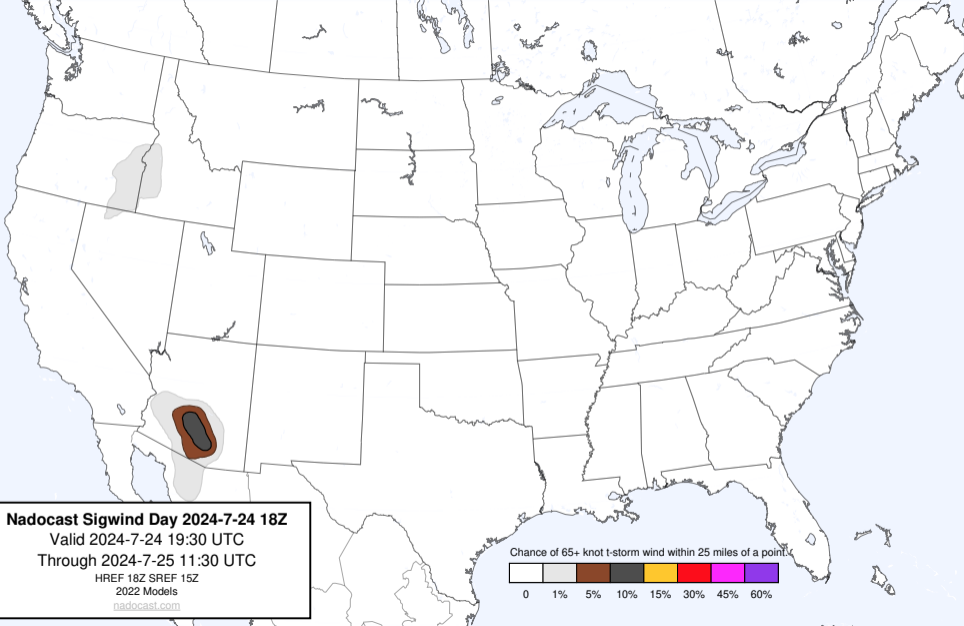 Nadocast Sigwind Day 2024-7-24 18Z
Valid 2024-7-24 19:30 UTC
Through 2024-7-25 11:30 UTC
HREF 18Z SREF 15Z
2022 Models
nadocast.com
Chance of 65+ knot t-storm wind within 25 miles of a point.
0 1% 5% 10% 15% 30% 45% 60%